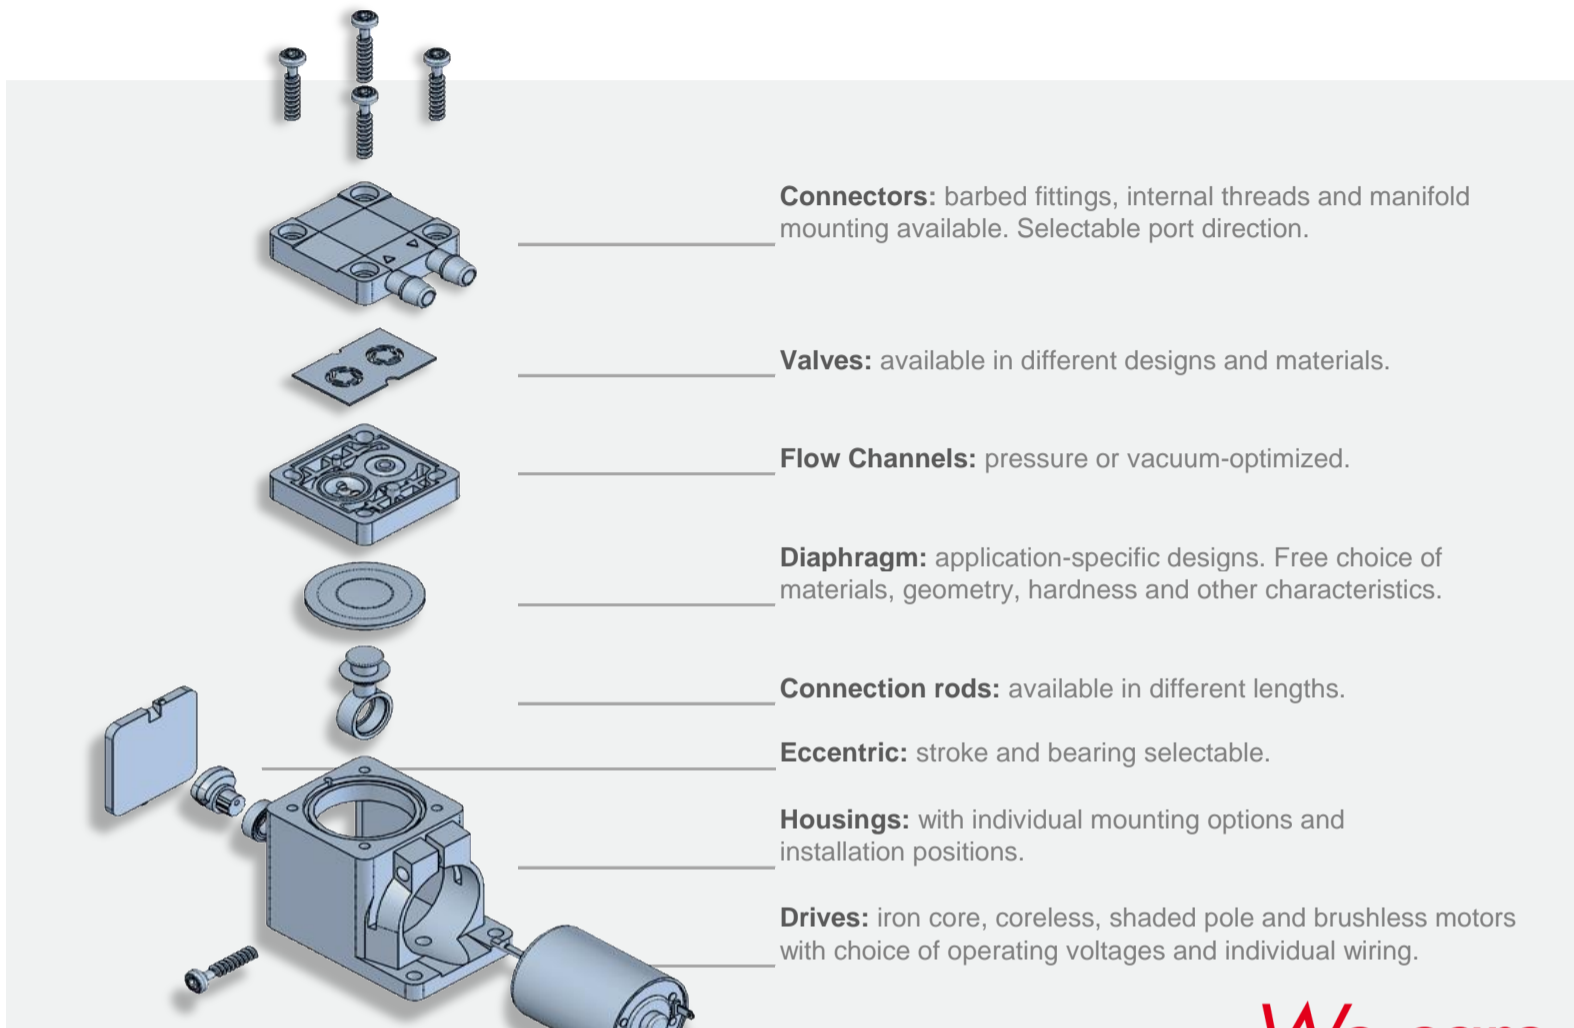 Connectors: barbed fittings, internal threads and manifold
mounting available. Selectable port direction.
Valves: available in different designs and materials.
Flow Channels: pressure or vacuum-optimized.
Diaphragm: application-specific designs. Free choice of
materials, geometry, hardness and other characteristics.
Connection rods: available in different lengths.
Eccentric: stroke and bearing selectable.
Housings: with individual mounting options and
installation positions.
Drives: iron core, coreless, shaded pole and brushless motors
with choice of operating voltages and individual wiring.